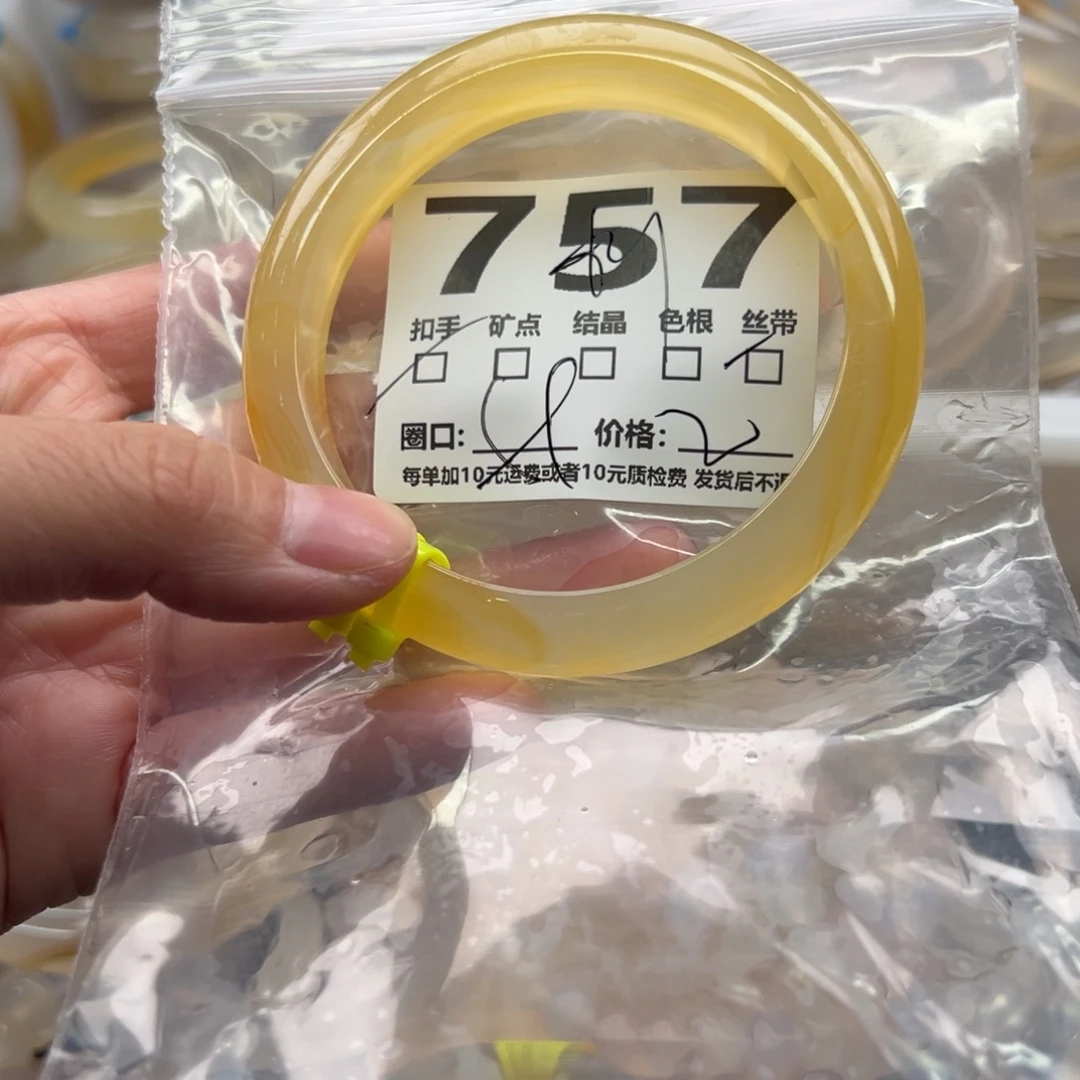 757
扣手 矿点 结晶 色根 丝带
圈口: 价格:
每单加10元运费或者10元质检费 发货后不退